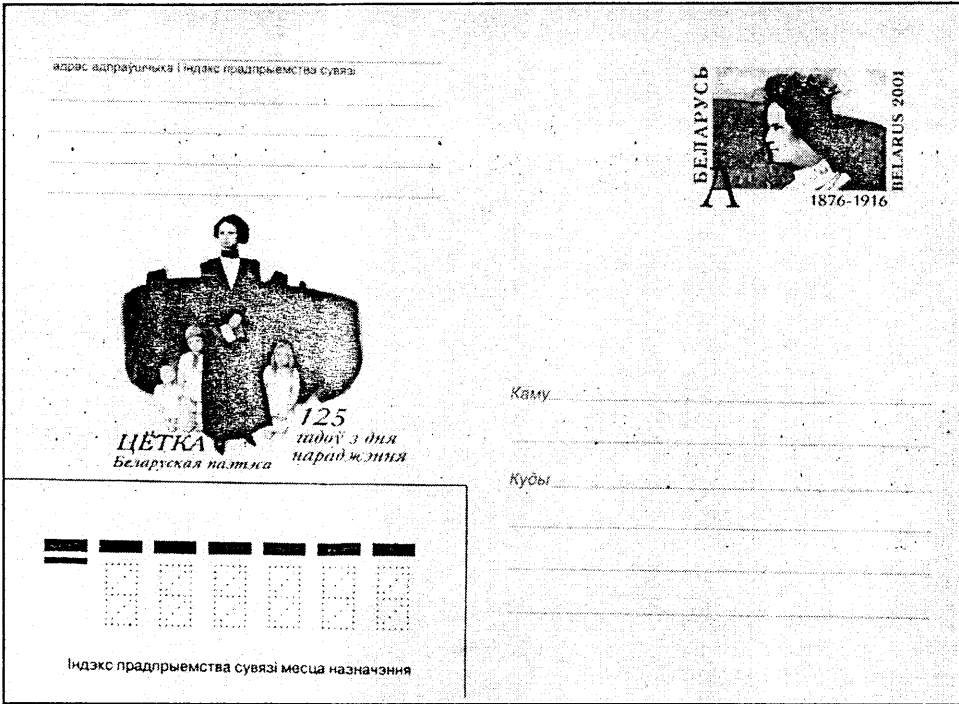 адрас адпраўшчыка і індэкс прадпрыемства сувязі
БЕЛАРУСЬ
BELARUS 2001
А
1876-1916
ЦЁТКА
Беларуская паэтэса
125
гадоў з дня
нараджэння
Каму
Куды
Індэкс прадпрыемства сувязі месца назначэння